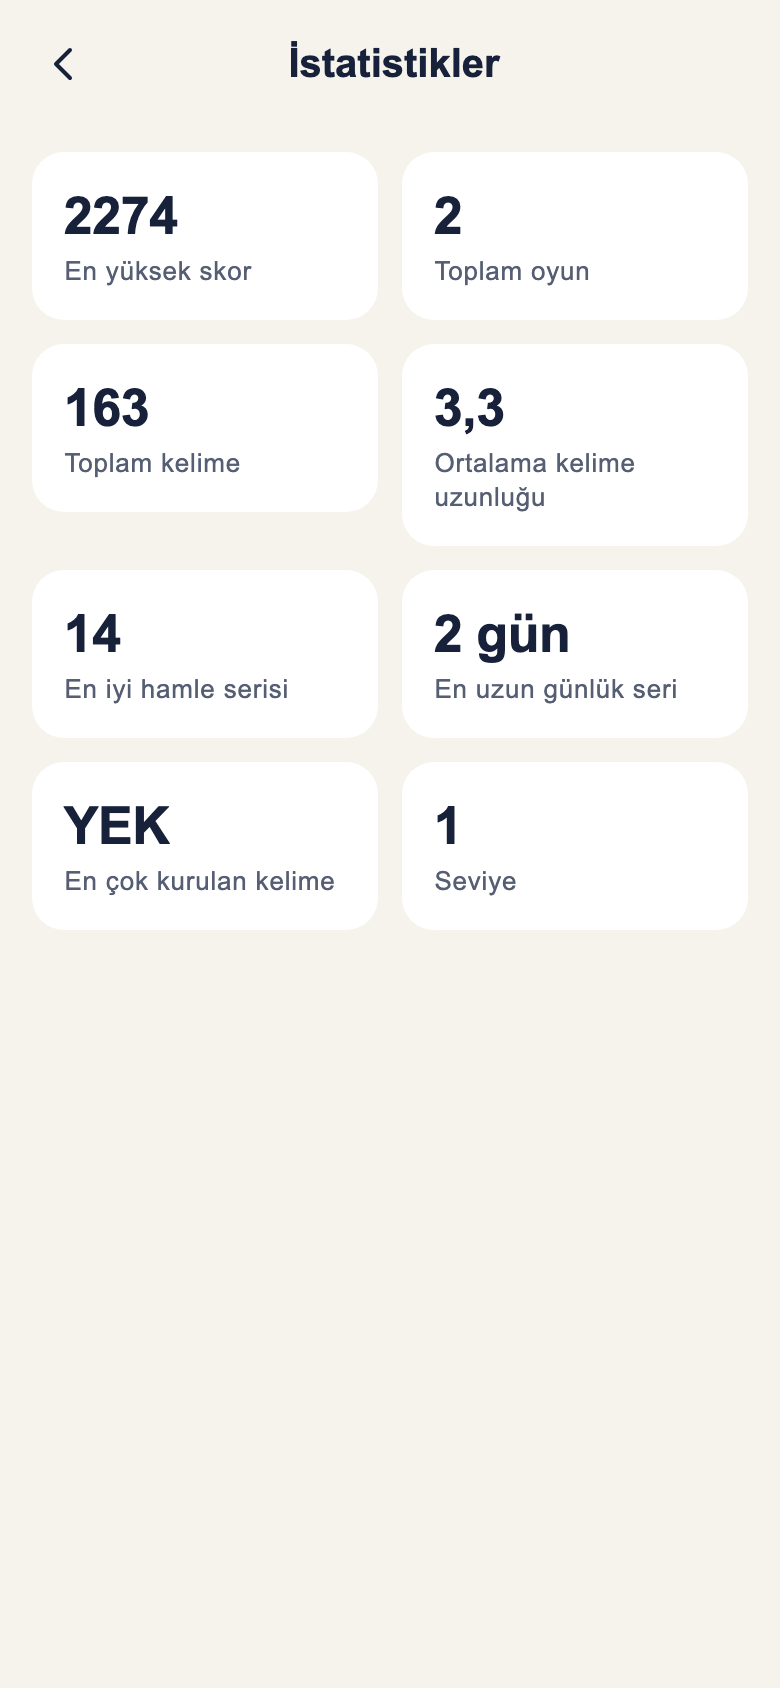 İstatistikler
2274
En yüksek skor
2
Toplam oyun
163
Toplam kelime
3,3
Ortalama kelime
uzunluğu
14
En iyi hamle serisi
2 gün
En uzun günlük seri
YEK
En çok kurulan kelime
1
Seviye